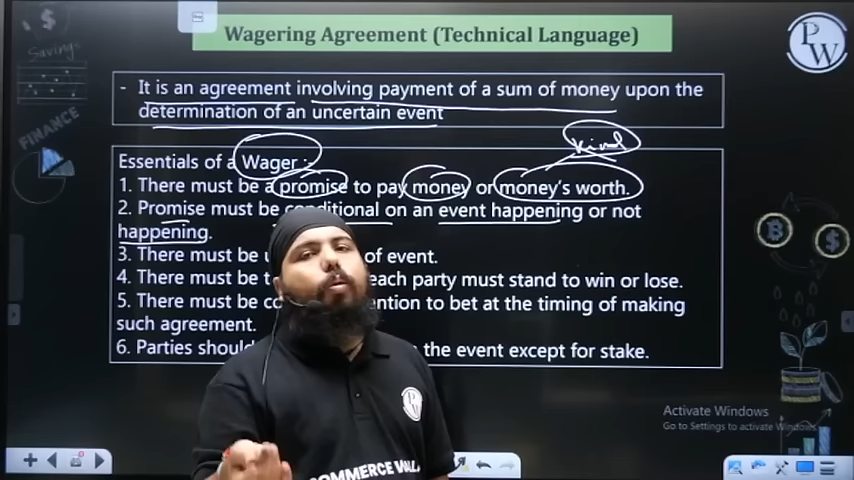 Wagering Agreement (Technical Language)
P
W
Saving
FINANCE
- It is an agreement involving payment of a sum of money upon the
determination of an uncertain event
kind
Essentials of a Wager :
1. There must be a promise to pay money or money's worth.
2. Promise must be conditional on an event happening or not
happening.
3. There must be of event.
4. There must be each party must stand to win or lose.
5. There must be to bet at the timing of making
such agreement.
6. Parties the event except for stake.
Activate Windows
Go to Settings to activate Windows.
PW
COMMERCE